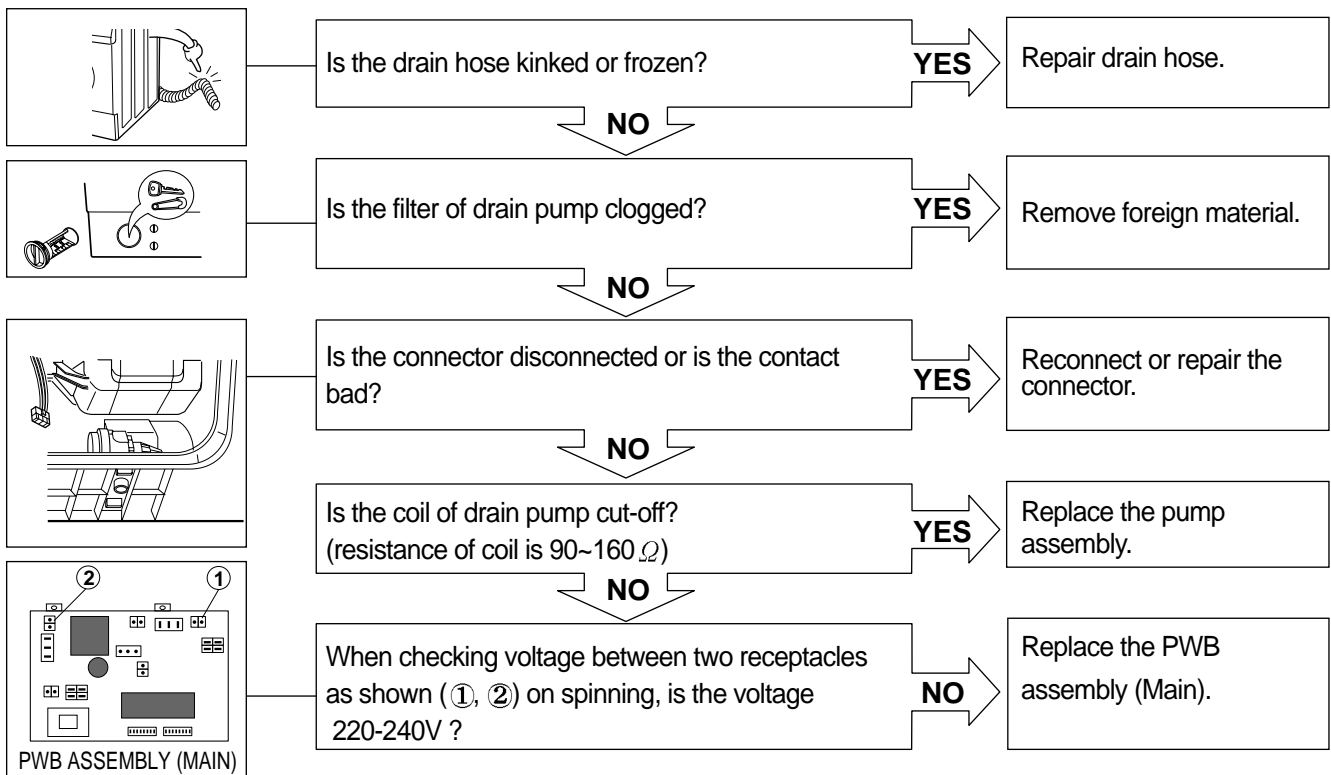 Is the drain hose kinked or frozen?
YES
Repair drain hose.
NO
Is the filter of drain pump clogged?
YES
Remove foreign material.
NO
Is the connector disconnected or is the contact
bad?
YES
Reconnect or repair the
connector.
NO
Is the coil of drain pump cut-off?
(resistance of coil is 90~160 Ω)
YES
Replace the pump
assembly.
NO
② ①
PWB ASSEMBLY (MAIN)
When checking voltage between two receptacles
as shown (①, ②) on spinning, is the voltage
220-240V ?
NO
Replace the PWB
assembly (Main).